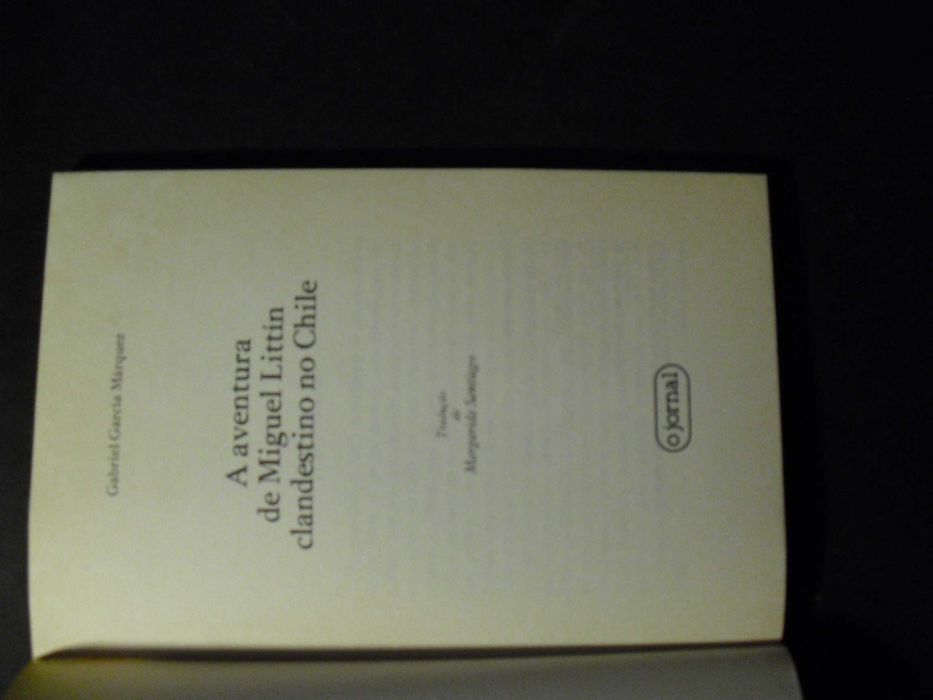 Gabriel García Márquez
A aventura
de Miguel Littín
clandestino no Chile
Tradução
de
Margarida Santiago
o jornal